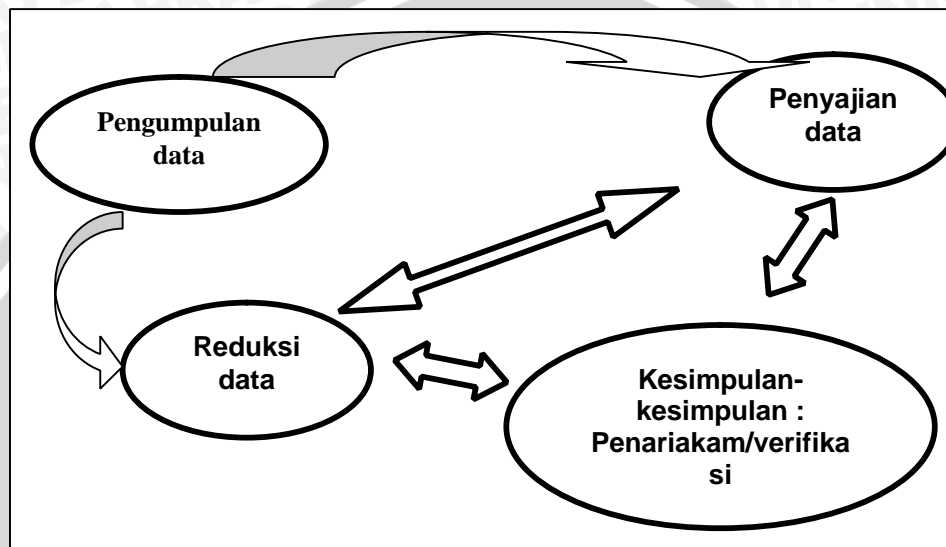 Pengumpulan
data
Penyajian
data
Reduksi
data
Kesimpulan-
kesimpulan :
Penariakam/verifika
si